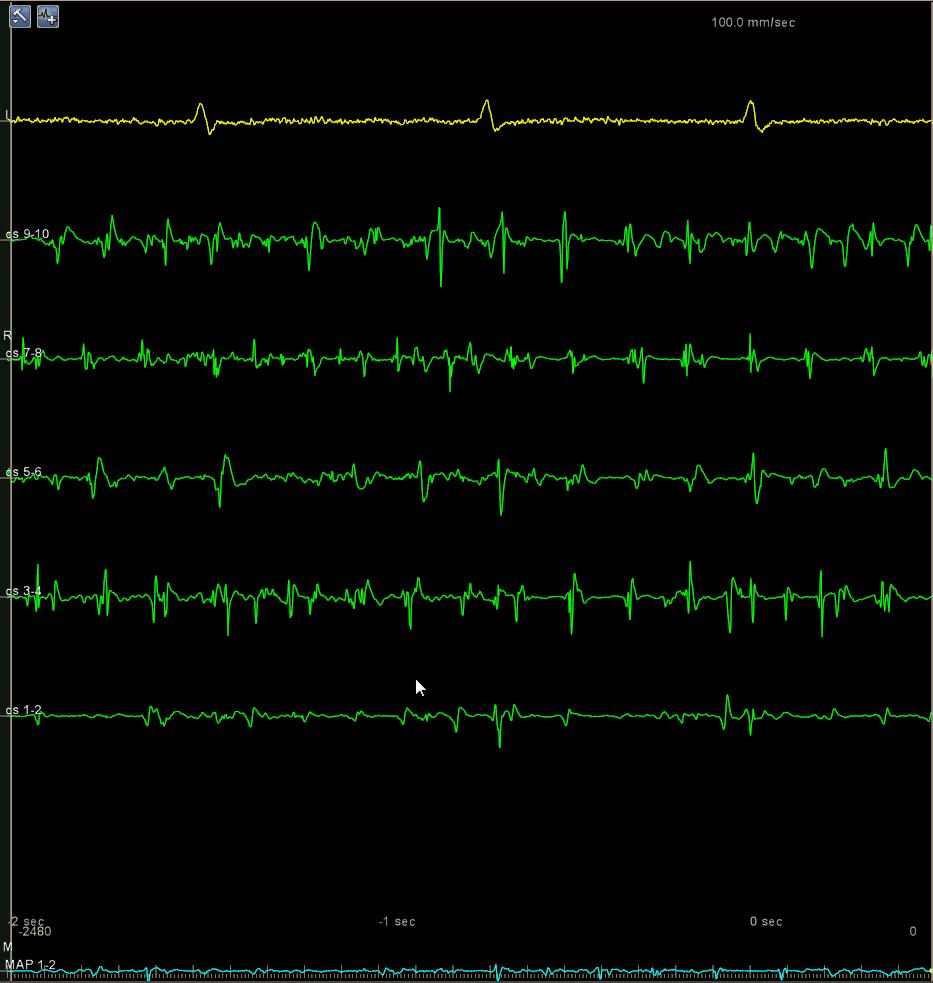 100.0 mm/sec
cs 9-10
R
cs 7-8
cs 5-6
cs 3-4
cs 1-2
-2 sec
-1 sec
0 sec
-2480
0
M
MAP 1-2